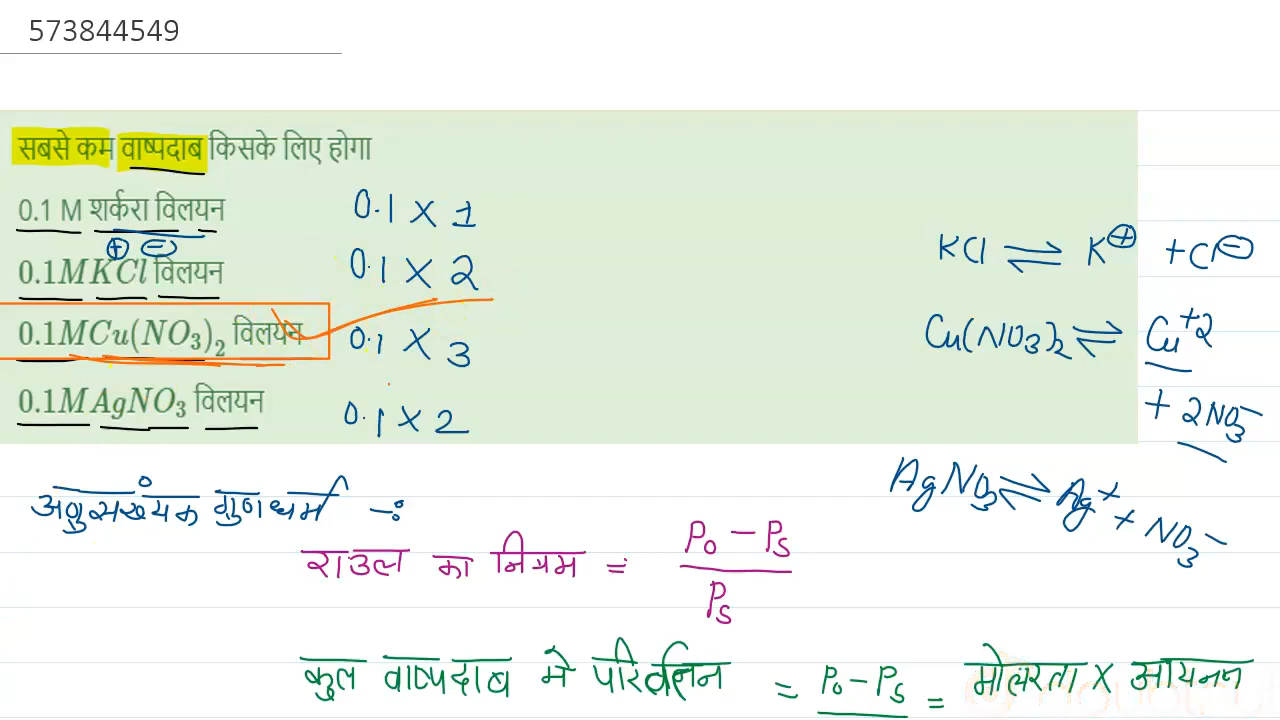 573844549
सबसे कम वाष्पदाब किसके लिए होगा
0.1 M शर्करा विलयन 0.1 × 1
⊕ ⊖
0.1MKCl विलयन 0.1 × 2
KCl ⇌ K⊕ + Cl⊖
0.1MCu(NO₃)₂ विलयन 0.1 × 3
Cu(NO3)2 ⇌ Cu+2
+ 2NO3−
0.1MAgNO₃ विलयन 0.1 × 2
AgNO3 ⇌ Ag+ + NO3−
अणुसंख्यक गुणधर्म -:
राउल का नियम = P₀ − Pₛ / Pₛ
कुल वाष्पदाब मे परिवर्तन = P₀ − Pₛ = मोलरता × आयनन